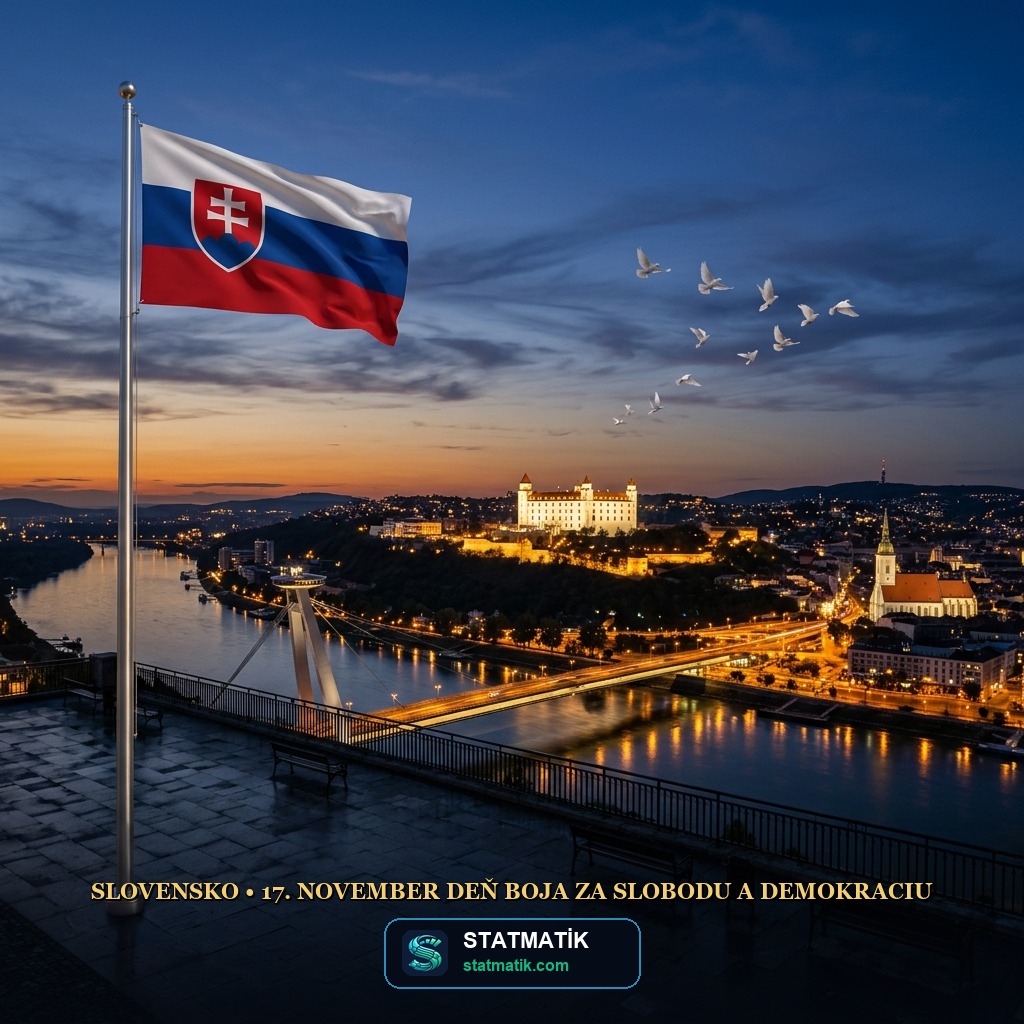 SLOVENSKO • 17. NOVEMBER DEŇ BOJA ZA SLOBODU A DEMOKRACIU
STATMATİK
statmatik.com